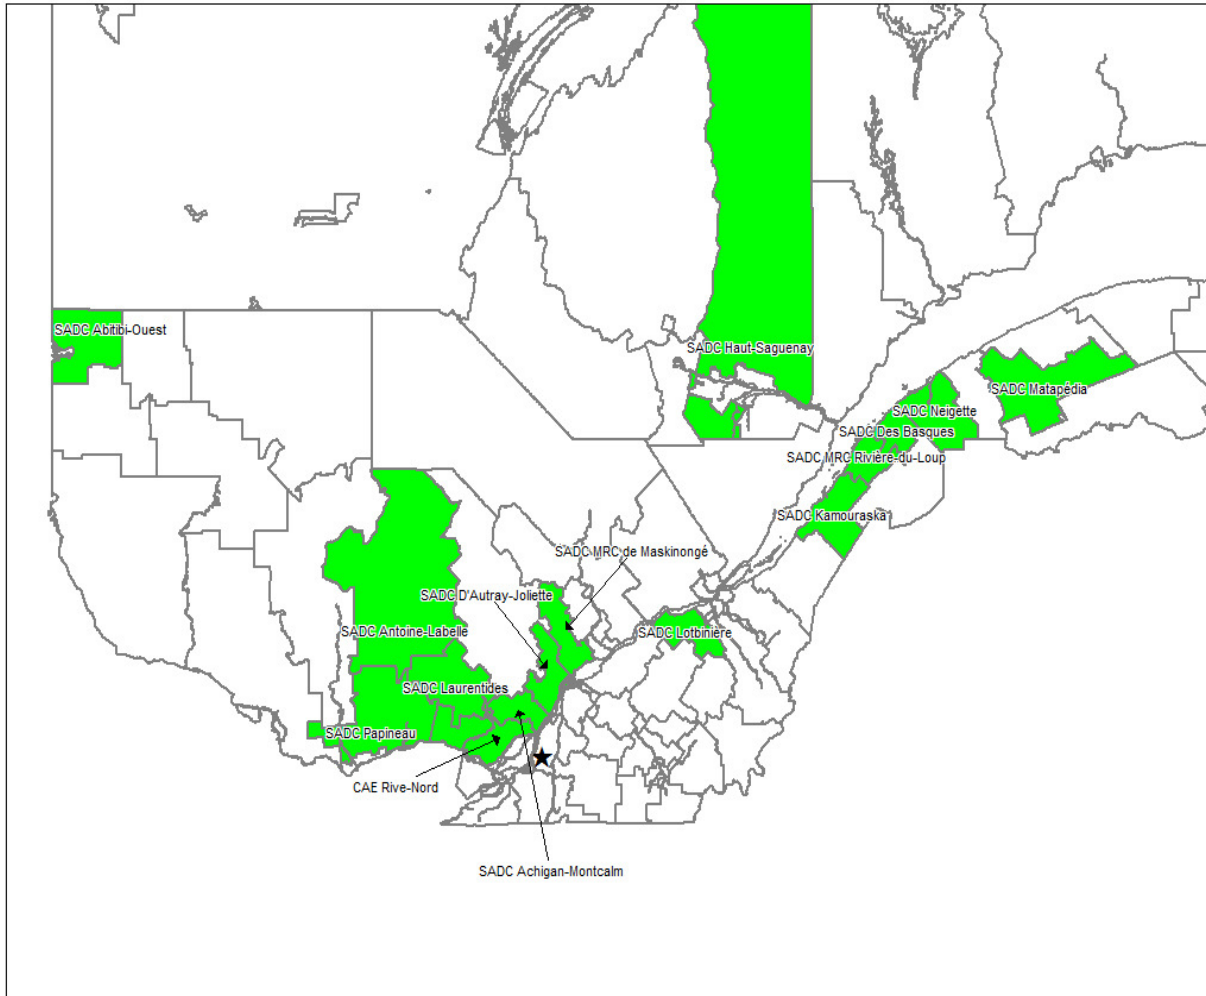 SADC Abitibi-Ouest
SADC Haut-Saguenay
SADC Matapédia
SADC Neigette
SADC Des Basques
SADC MRC Rivière-du-Loup
SADC Kamouraska
SADC MRC de Maskinongé
SADC D'Autray-Joliette
SADC Antoine-Labelle
SADC Lotbinière
SADC Laurentides
SADC Papineau
CAE Rive-Nord
SADC Achigan-Montcalm